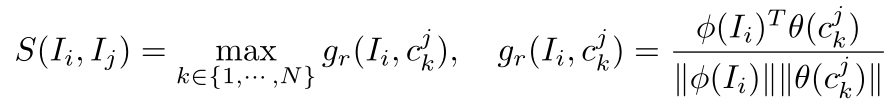 $S(I_i, I_j) = \max_{k \in \{1, \cdots, N\}} g_r(I_i, c_k^j), \quad g_r(I_i, c_k^j) = \frac{\phi(I_i)^T \theta(c_k^j)}{\|\phi(I_i)\| \|\theta(c_k^j)\|}$